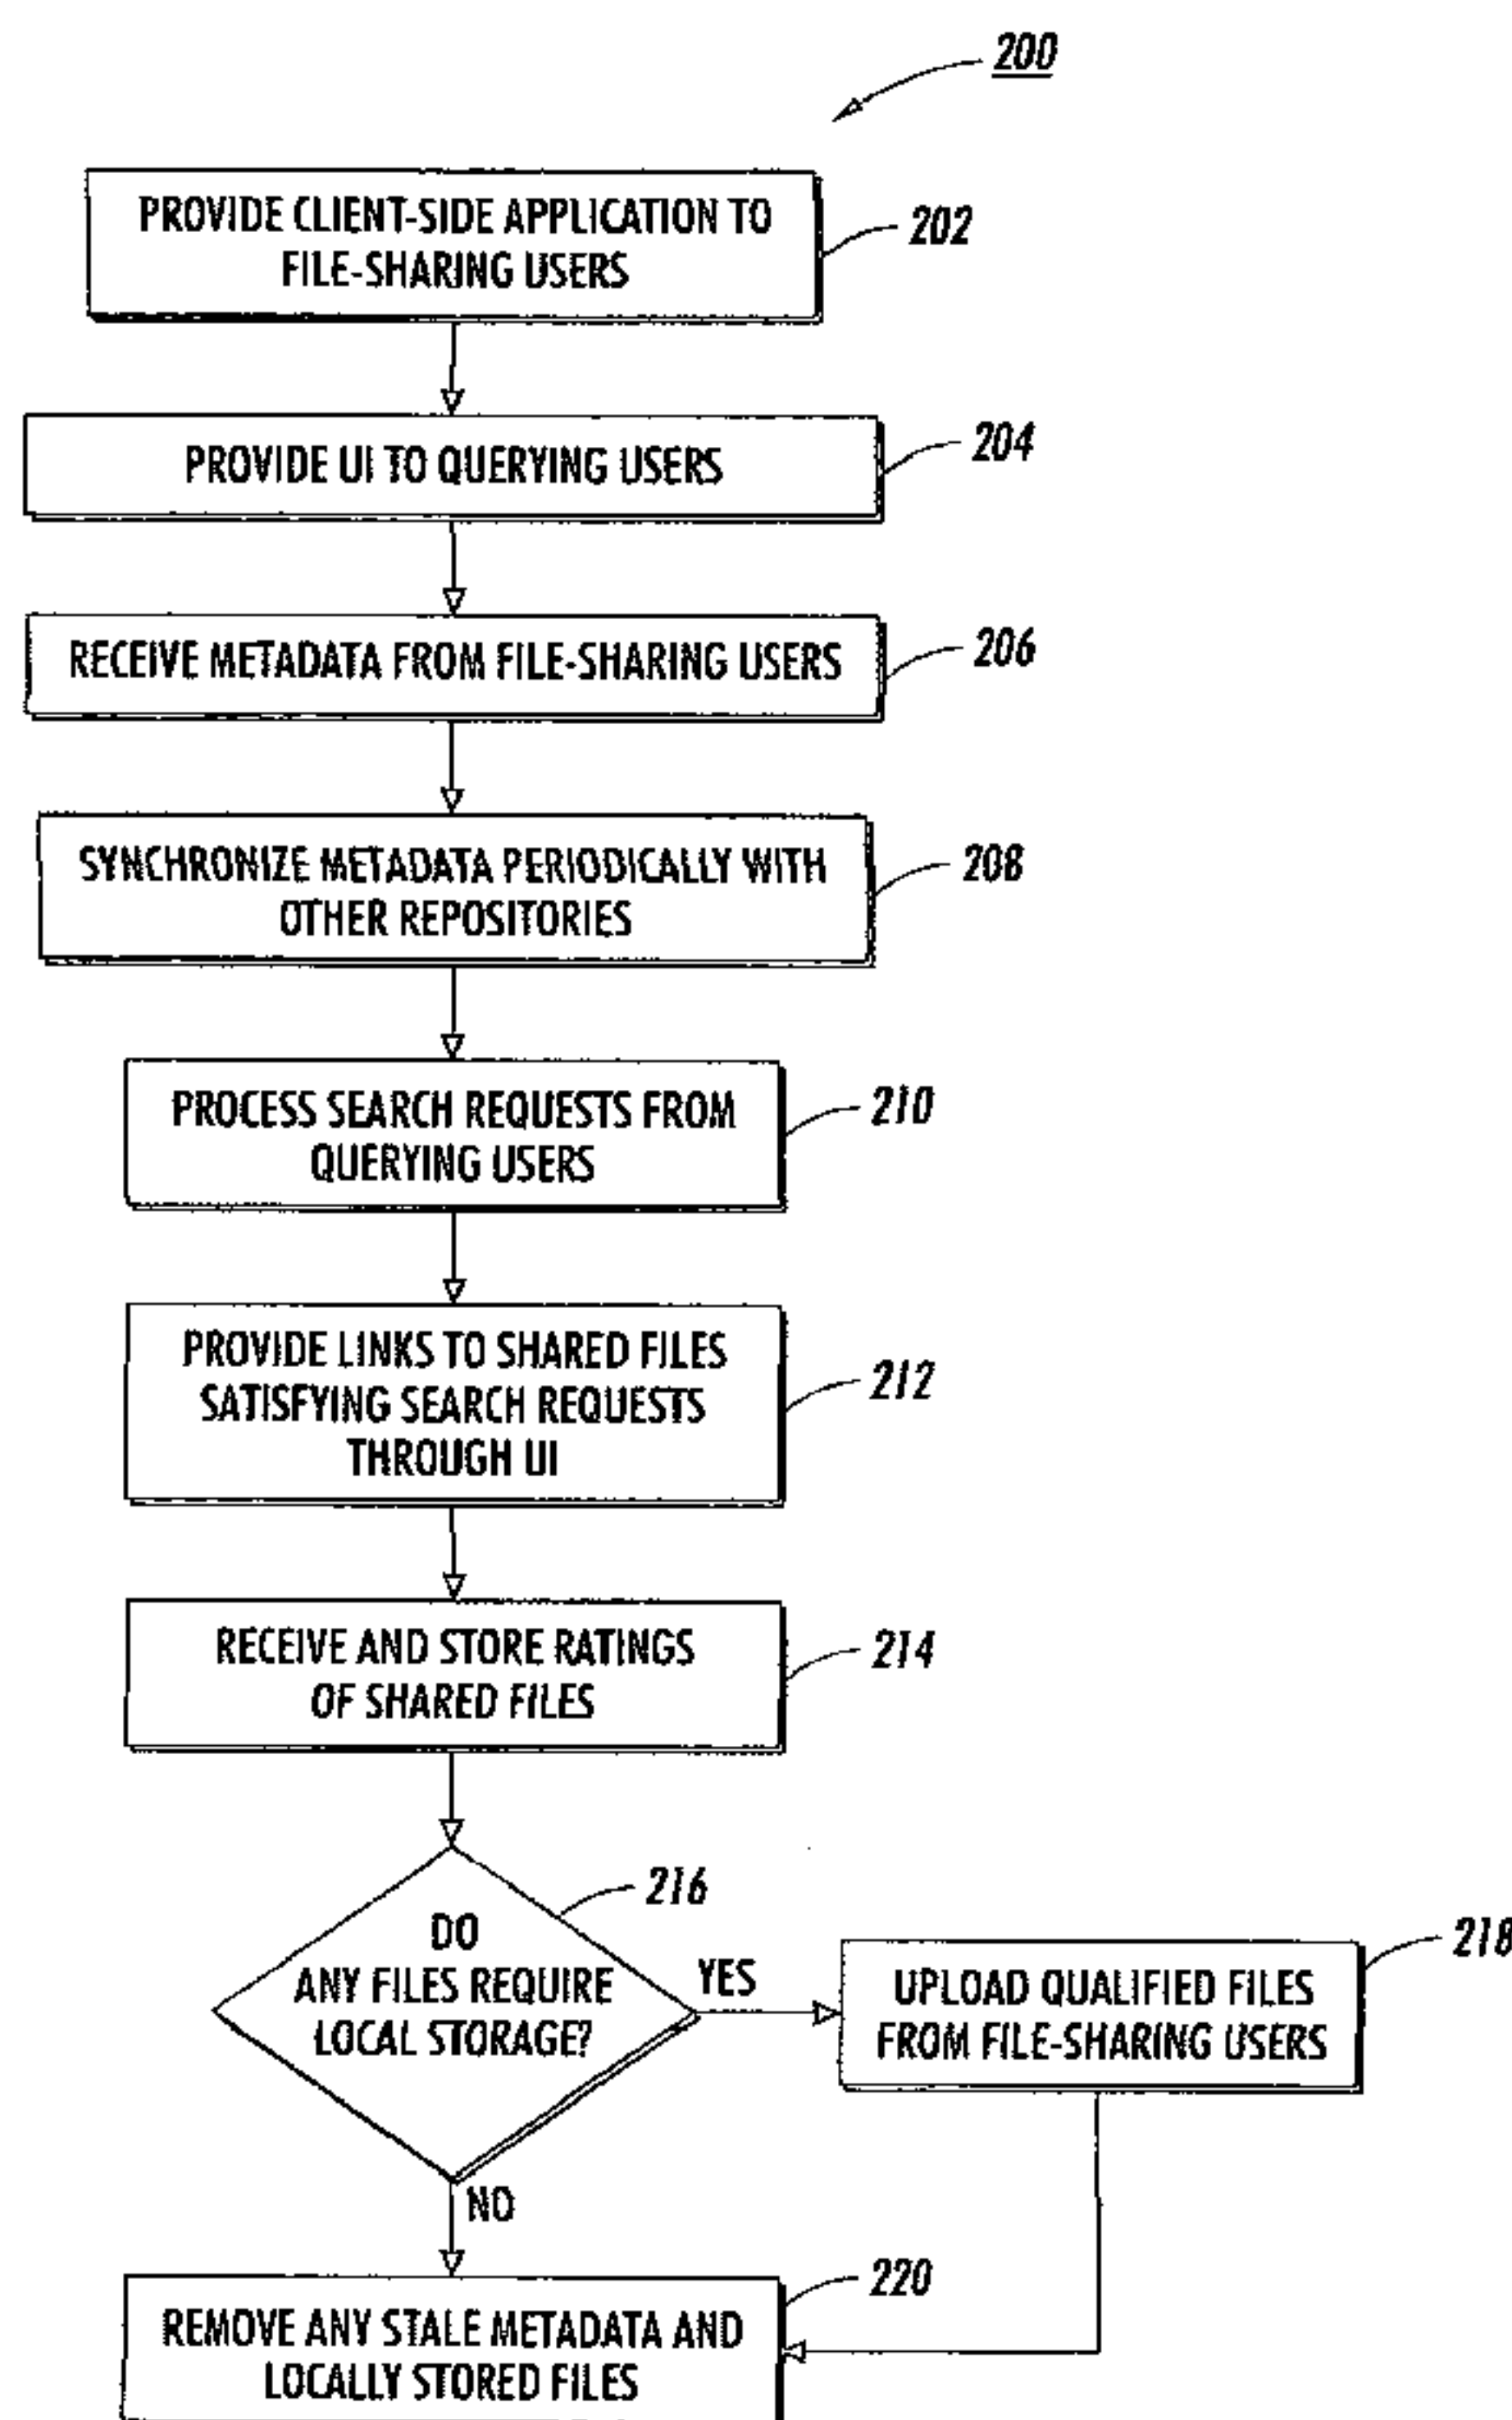 200
PROVIDE CLIENT-SIDE APPLICATION TO
FILE-SHARING USERS
202
PROVIDE UI TO QUERYING USERS
204
RECEIVE METADATA FROM FILE-SHARING USERS
206
SYNCHRONIZE METADATA PERIODICALLY WITH
OTHER REPOSITORIES
208
PROCESS SEARCH REQUESTS FROM
QUERYING USERS
210
PROVIDE LINKS TO SHARED FILES
SATISFYING SEARCH REQUESTS
THROUGH UI
212
RECEIVE AND STORE RATINGS
OF SHARED FILES
214
DO
ANY FILES REQUIRE
LOCAL STORAGE?
216
YES
UPLOAD QUALIFIED FILES
FROM FILE-SHARING USERS
218
NO
REMOVE ANY STALE METADATA AND
LOCALLY STORED FILES
220